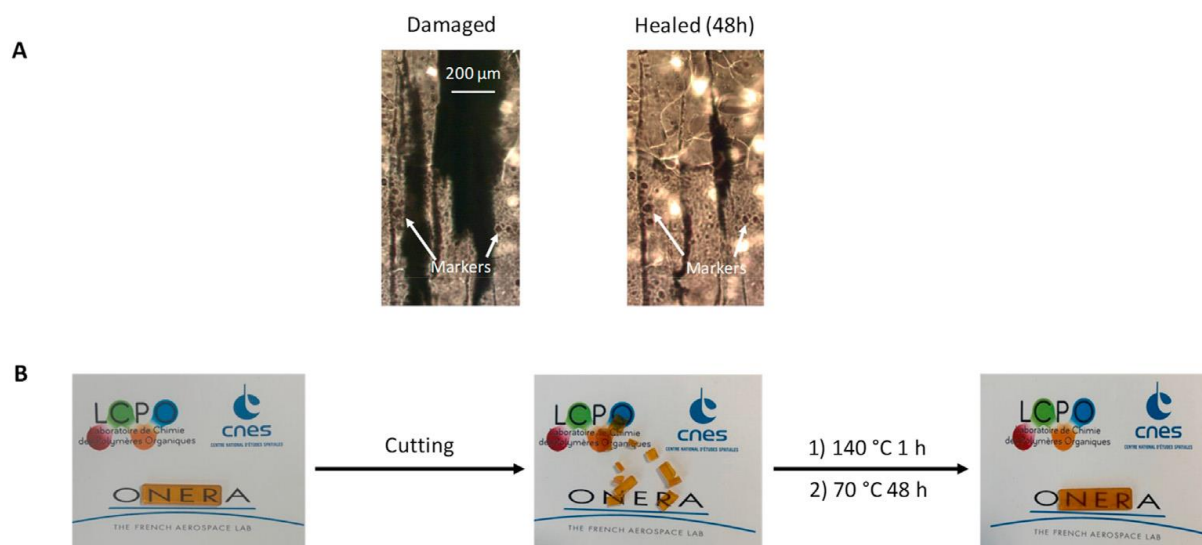 A
Damaged
Healed (48h)
200 µm
Markers
Markers
B
LCPO
Laboratoire de Chimie
des Polymères Organiques
cnes
CENTRE NATIONAL D'ÉTUDES SPATIALES
ONERA
THE FRENCH AEROSPACE LAB
Cutting
LCPO
Laboratoire de Chimie
de Polymères Organiques
cnes
CENTRE NATIONAL D'ÉTUDES SPATIALES
ONERA
THE FRENCH AEROSPACE LAB
1) 140 °C 1 h
2) 70 °C 48 h
LCPO
Laboratoire de Chimie
des Polymères Organiques
cnes
CENTRE NATIONAL D'ÉTUDES SPATIALES
ONERA
THE FRENCH AEROSPACE LAB